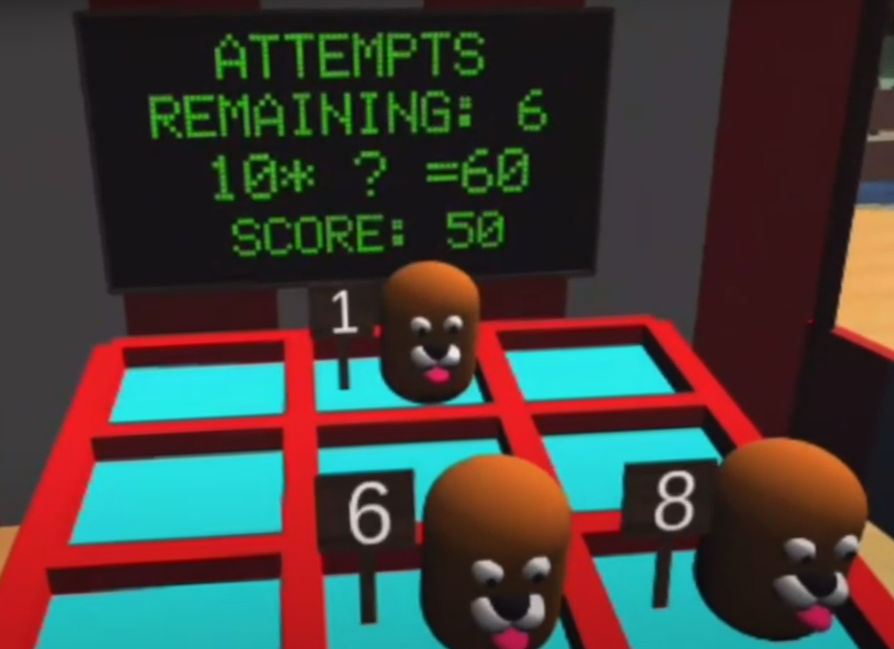 ATTEMPTS
REMAINING: 6
10* ? =60
SCORE: 50
1
6
8